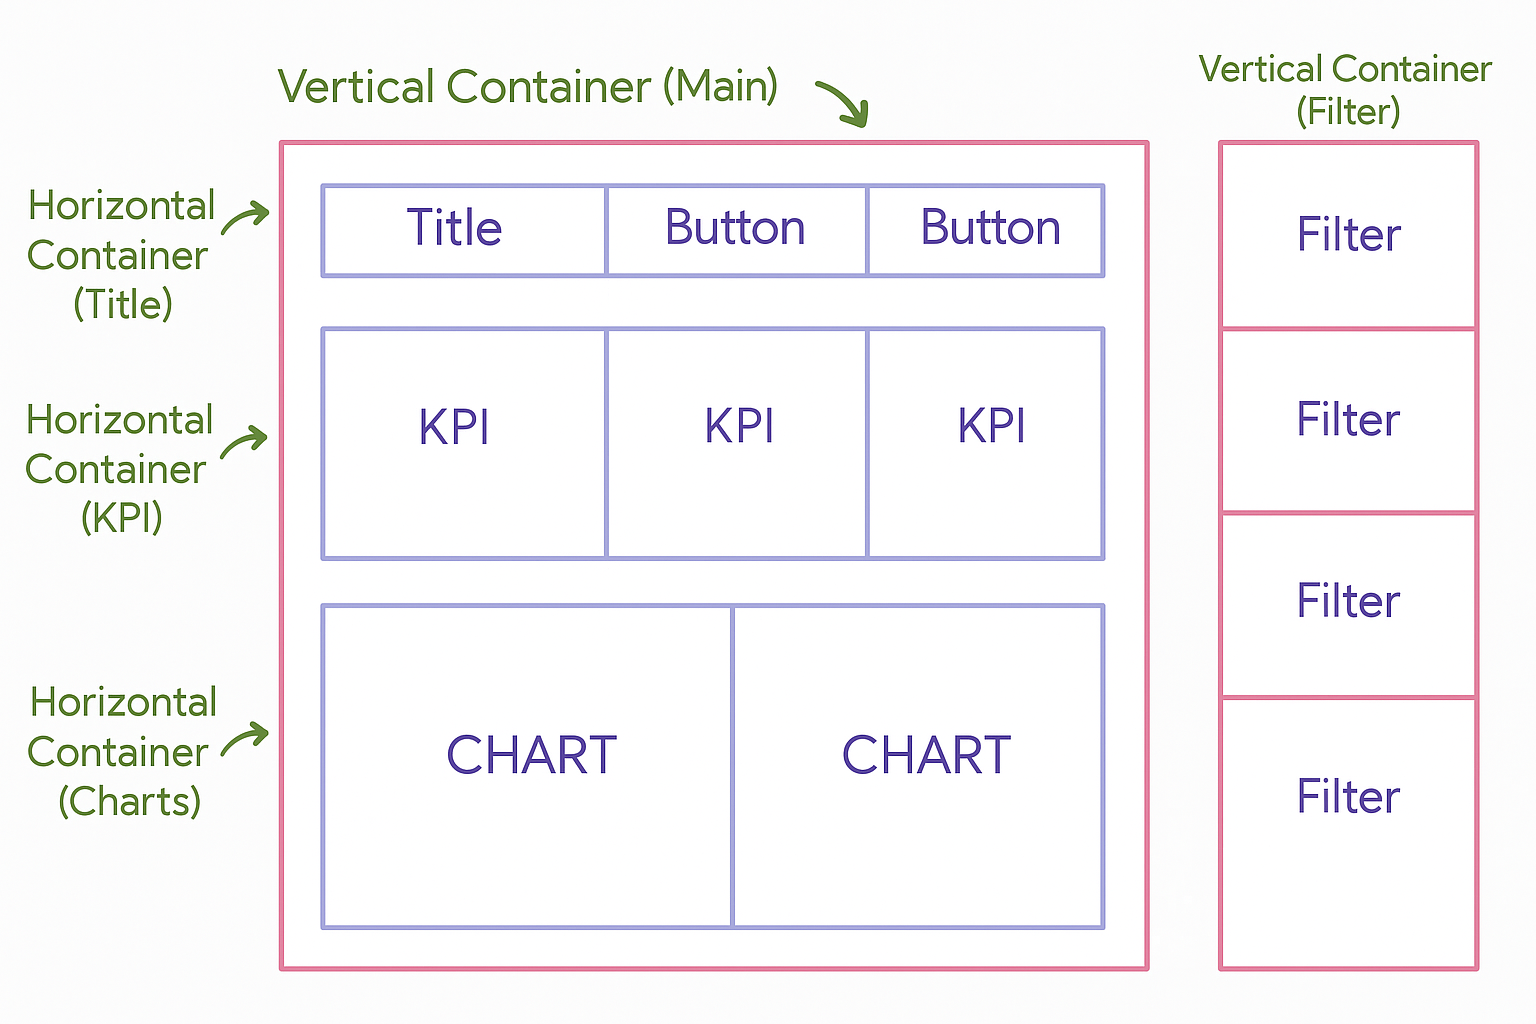 Vertical Container (Main)
Vertical Container
(Filter)
Horizontal
Container
(Title)
Title Button Button
Filter
Horizontal
Container
(KPI)
KPI KPI KPI
Filter
Filter
Horizontal
Container
(Charts)
CHART CHART
Filter